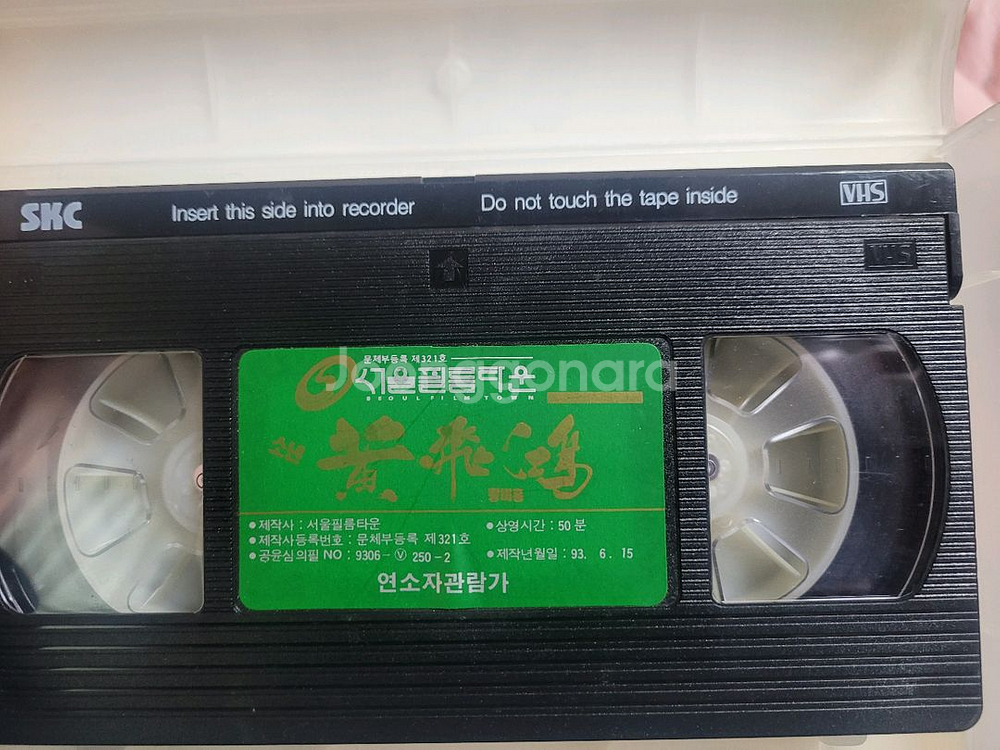 SKC Insert this side into recorder Do not touch the tape inside VHS
VHS
문체부등록 제321호
서울필름타운
SEOUL FILM TOWN
Joonggonara
黃飛鴻
황비홍
● 제작사 : 서울필름타운 ● 상영시간 : 50분
● 제작사등록번호 : 문체부등록 제321호
● 공윤심의필 NO : 9306-Ⓥ 250-2 ● 제작년월일 : 93. 6. 15
연소자관람가